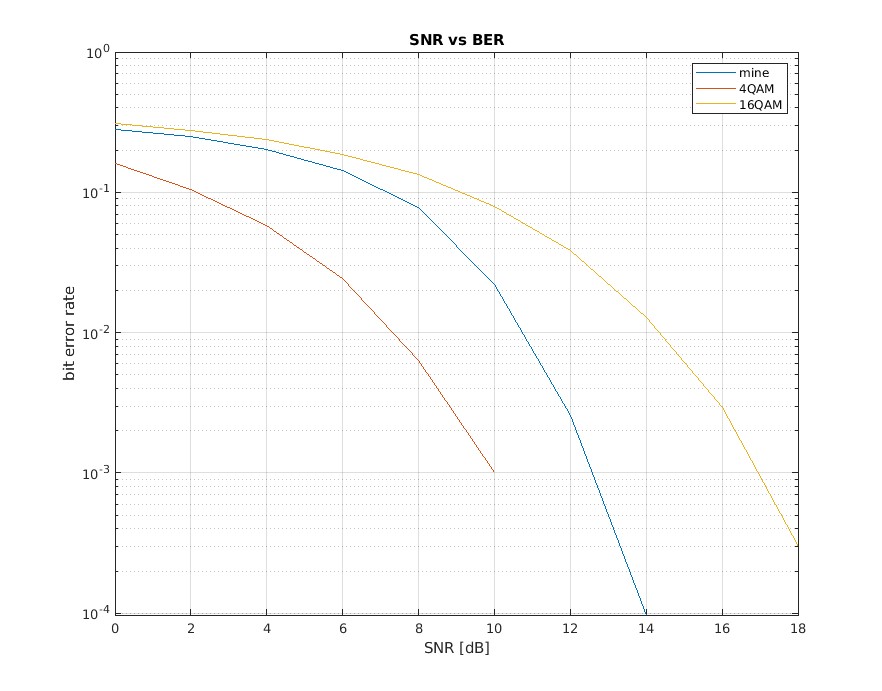 SNR vs BER
mine
4QAM
16QAM
10^0
10^-1
10^-2
10^-3
10^-4
bit error rate
0 2 4 6 8 10 12 14 16 18
SNR [dB]